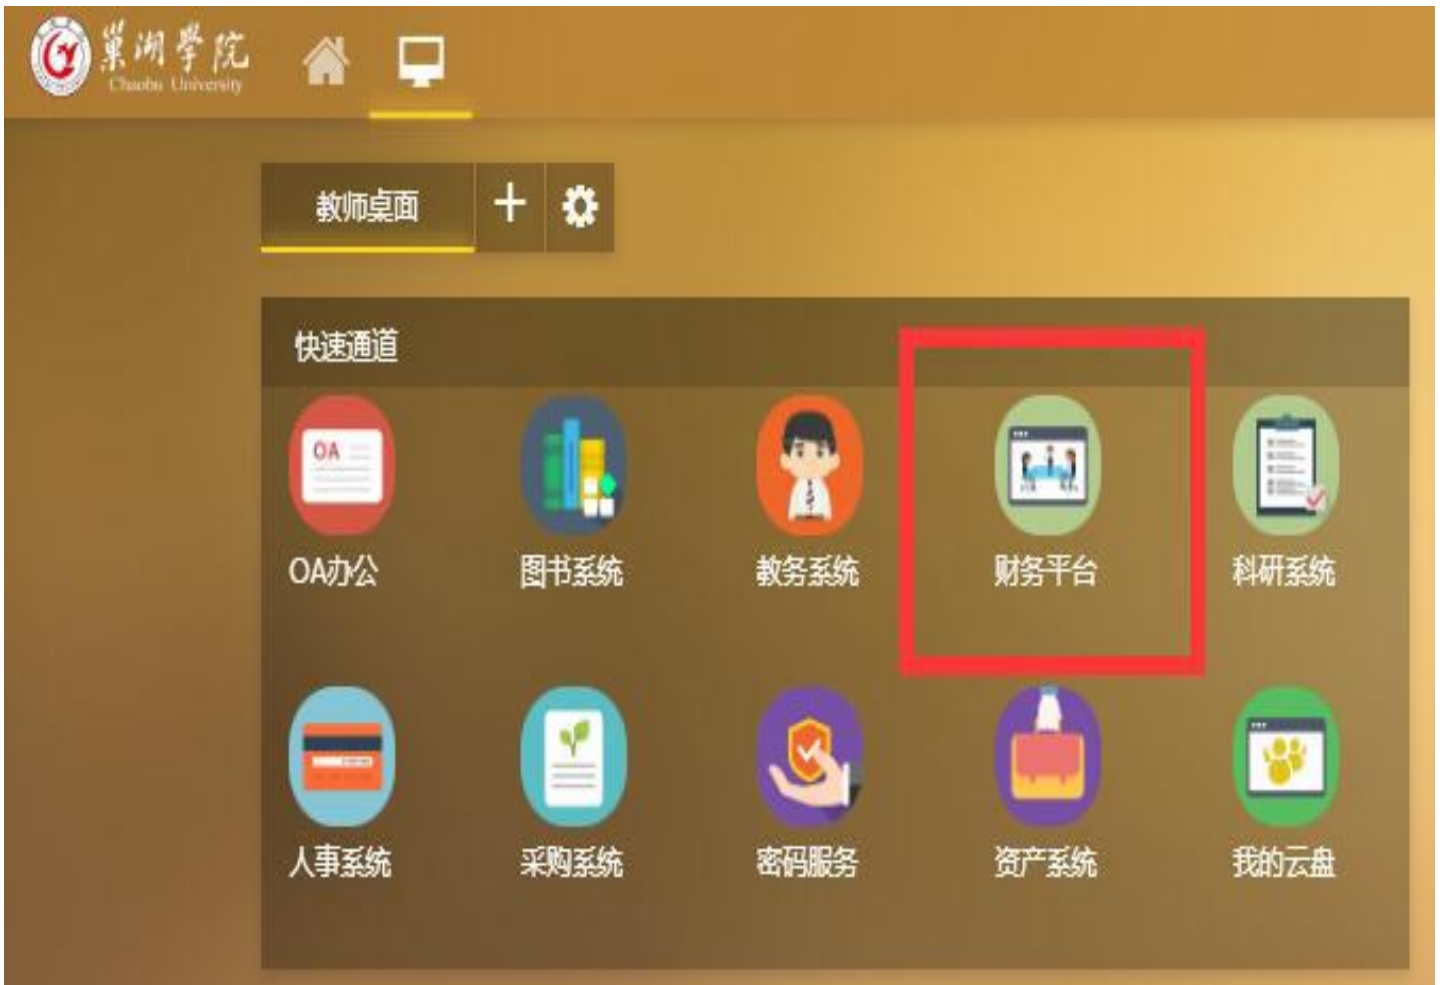 巢湖學院
Chaohu University
教师桌面
快速通道
OA
OA办公
图书系统
教务系统
财务平台
科研系统
人事系统
采购系统
密码服务
资产系统
我的云盘